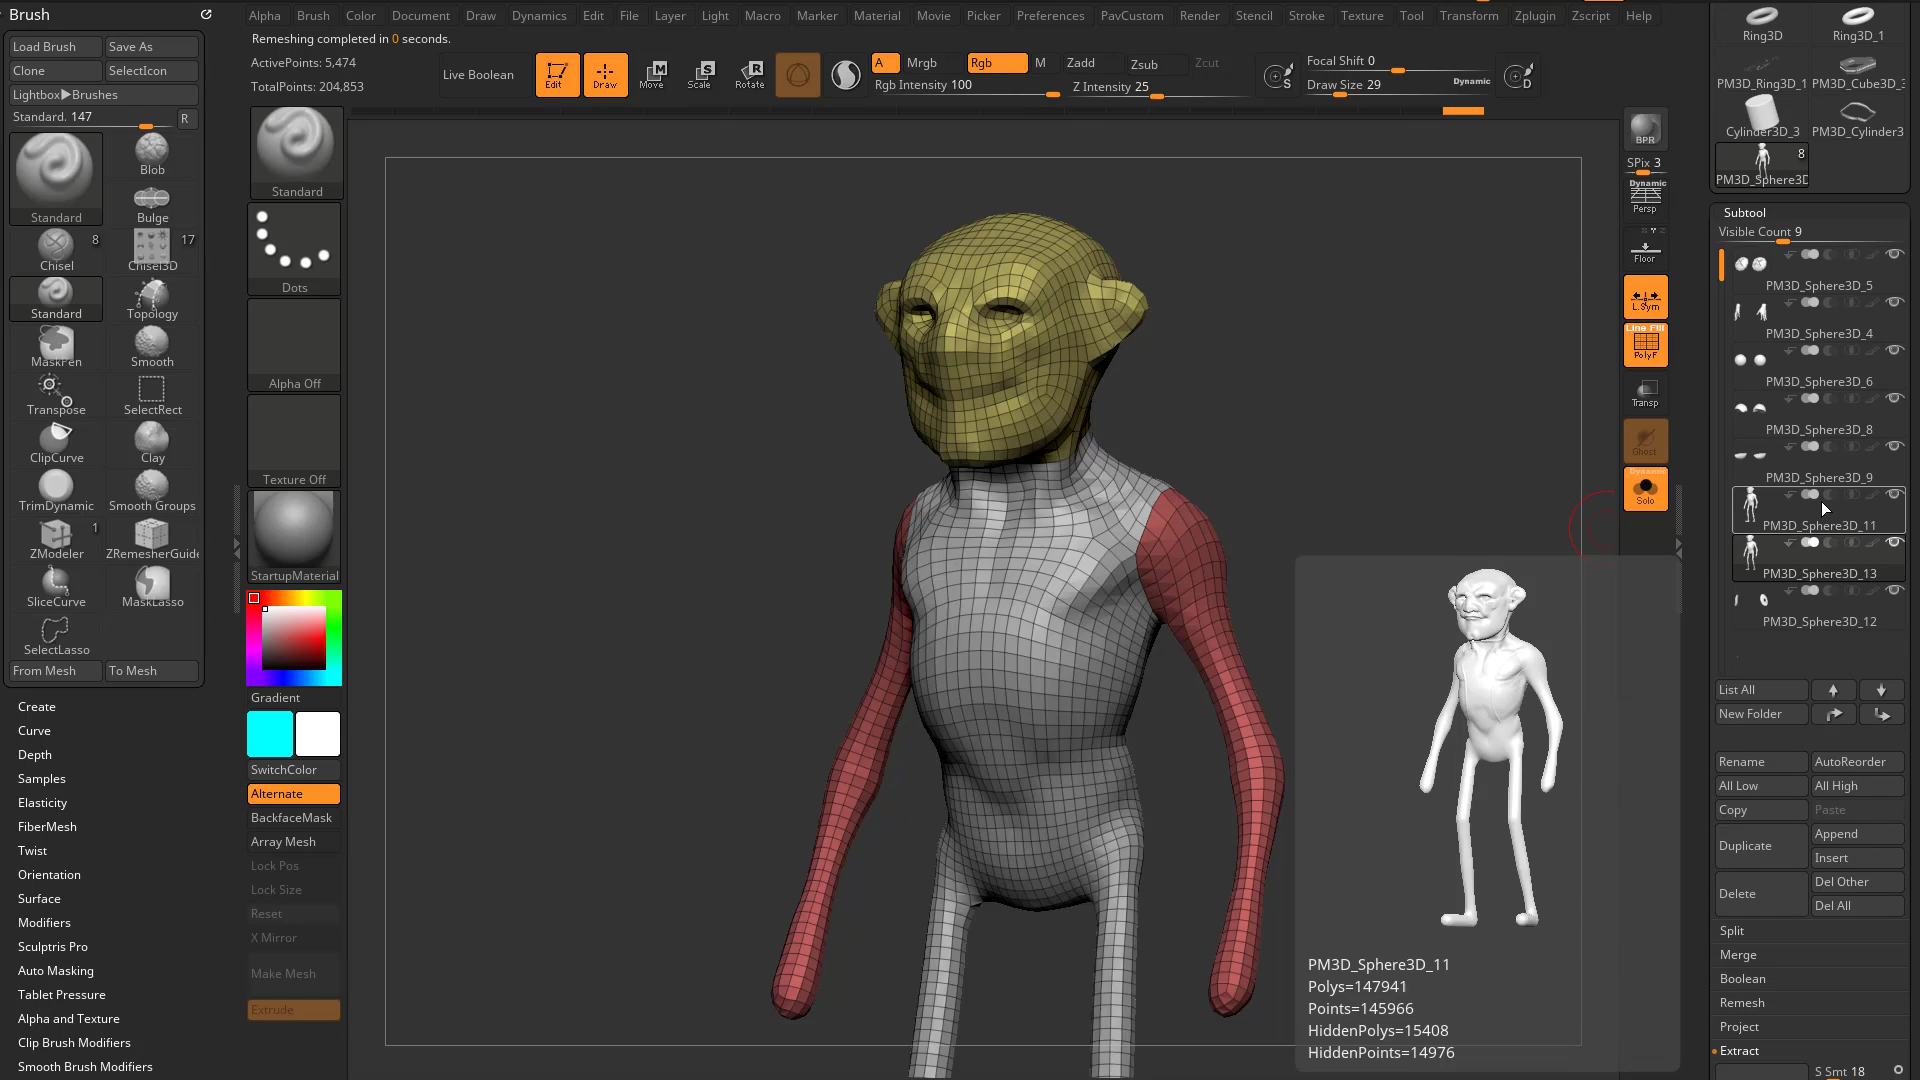 Brush
Load Brush
Save As
Clone
SelectIcon
Lightbox▶Brushes
Standard. 147
R
Standard
Blob
Bulge
Chisel
8
Chisel3D
17
Standard
Topology
MaskPen
Smooth
Transpose
SelectRect
ClipCurve
Clay
TrimDynamic
Smooth Groups
ZModeler
1
ZRemesherGuide
SliceCurve
MaskLasso
SelectLasso
From Mesh
To Mesh
Create
Curve
Depth
Samples
Elasticity
FiberMesh
Twist
Orientation
Surface
Modifiers
Sculptris Pro
Auto Masking
Tablet Pressure
Alpha and Texture
Clip Brush Modifiers
Smooth Brush Modifiers
Alpha Brush Color Document Draw Dynamics Edit File Layer Light Macro Marker Material Movie Picker Preferences PavCustom Render Stencil Stroke Texture Tool Transform Zplugin Zscript Help
Remeshing completed in 0 seconds.
ActivePoints: 5,474
TotalPoints: 204,853
Live Boolean
Edit
Draw
Move
Scale
Rotate
A
Mrgb
Rgb
M
Zadd
Zsub
Zcut
Rgb Intensity 100
Z Intensity 25
S
Focal Shift 0
Draw Size 29
Dynamic
D
Standard
Dots
Alpha Off
Texture Off
StartupMaterial
Gradient
SwitchColor
Alternate
BackfaceMask
Array Mesh
Lock Pos
Lock Size
Reset
X Mirror
Make Mesh
Extrude
BPR
SPix 3
Dynamic
Persp
Floor
L.Sym
Line Fill
PolyF
Transp
Ghost
Dynamic
Solo
PM3D_Sphere3D_11
Polys=147941
Points=145966
HiddenPolys=15408
HiddenPoints=14976
Ring3D
Ring3D_1
PM3D_Ring3D_1
PM3D_Cube3D_3
Cylinder3D_3
PM3D_Cylinder3
8
PM3D_Sphere3D
Subtool
Visible Count 9
PM3D_Sphere3D_5
PM3D_Sphere3D_4
PM3D_Sphere3D_6
PM3D_Sphere3D_8
PM3D_Sphere3D_9
PM3D_Sphere3D_11
PM3D_Sphere3D_13
PM3D_Sphere3D_12
List All
New Folder
Rename
AutoReorder
All Low
All High
Copy
Paste
Duplicate
Append
Insert
Delete
Del Other
Del All
Split
Merge
Boolean
Remesh
Project
Extract
S Smt 18